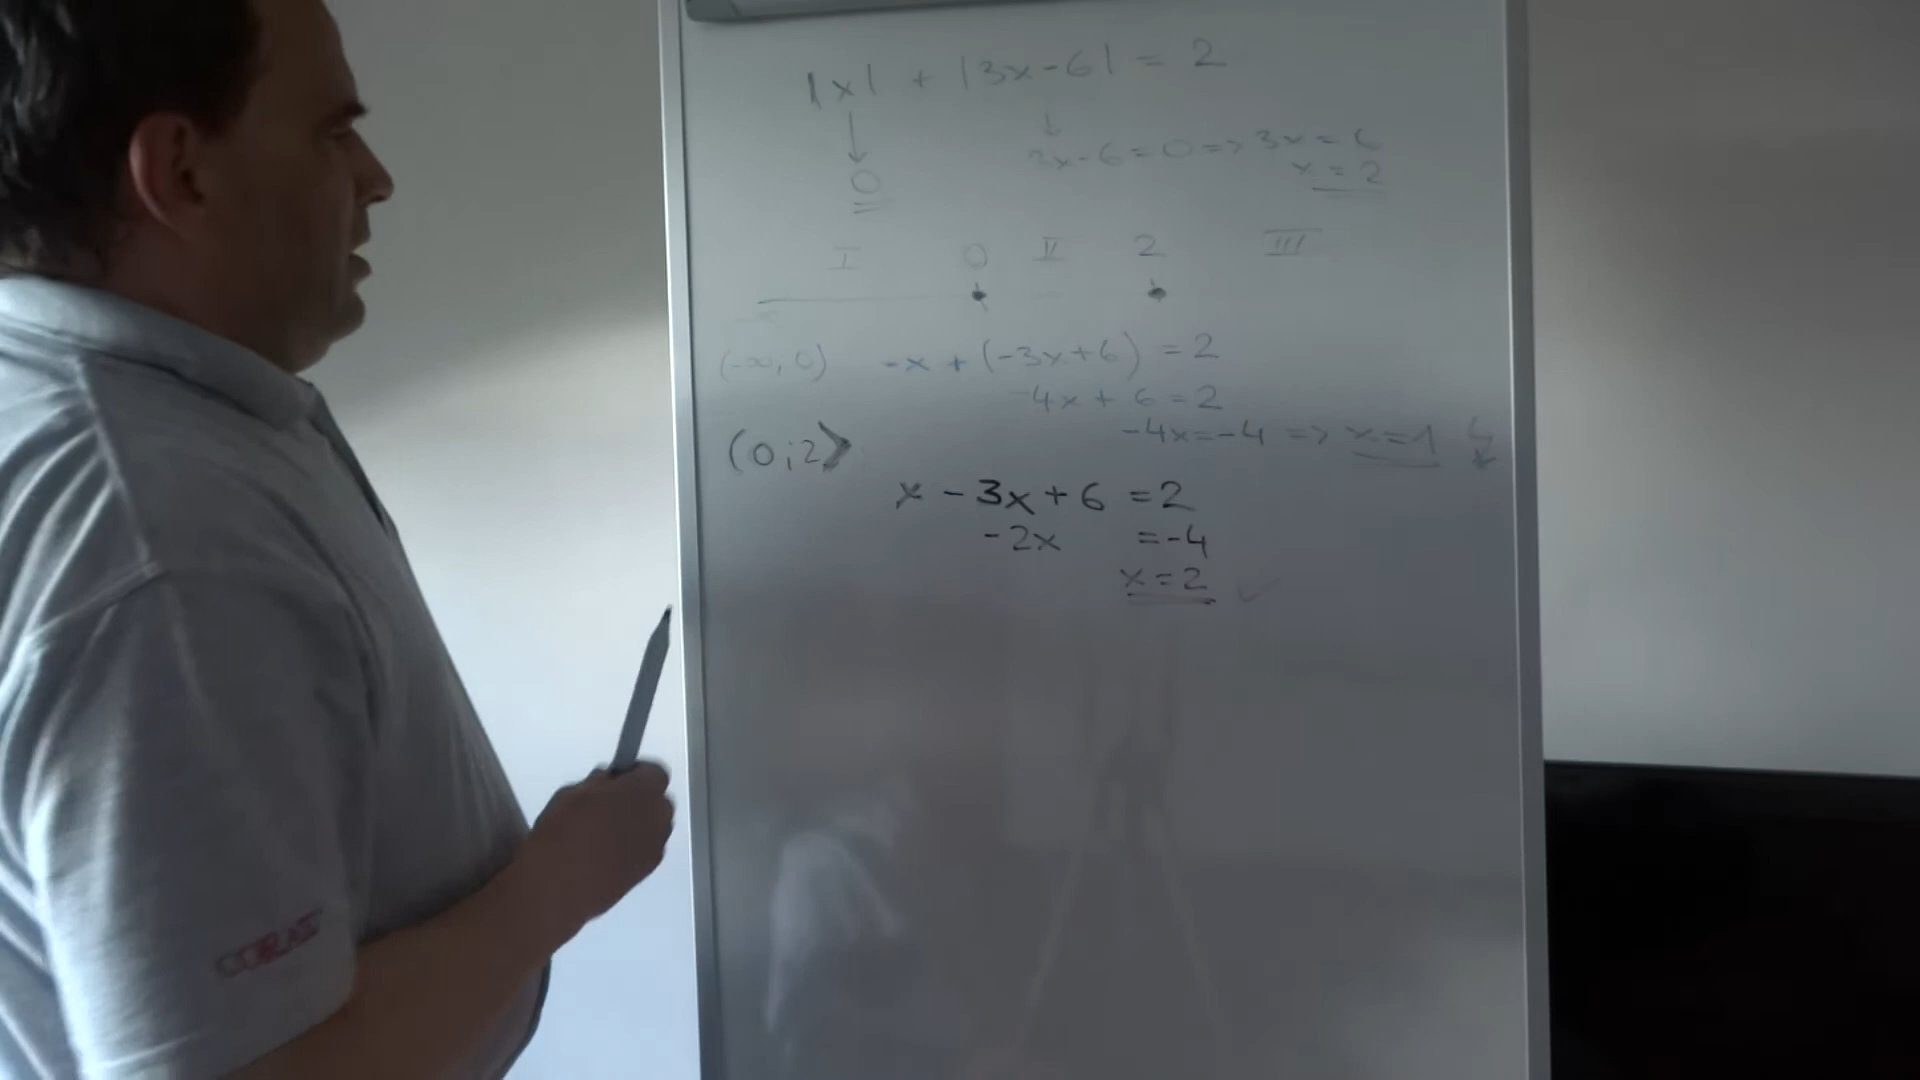 |x| + |3x-6| = 2
0
3x-6=0=>3x=6
x=2
I 0 II 2 III
(-∞;0) -x + (-3x+6) = 2
-4x+6=2
-4x=-4 => x=1
(0;2>
x - 3x + 6 = 2
-2x = -4
x=2 ✓